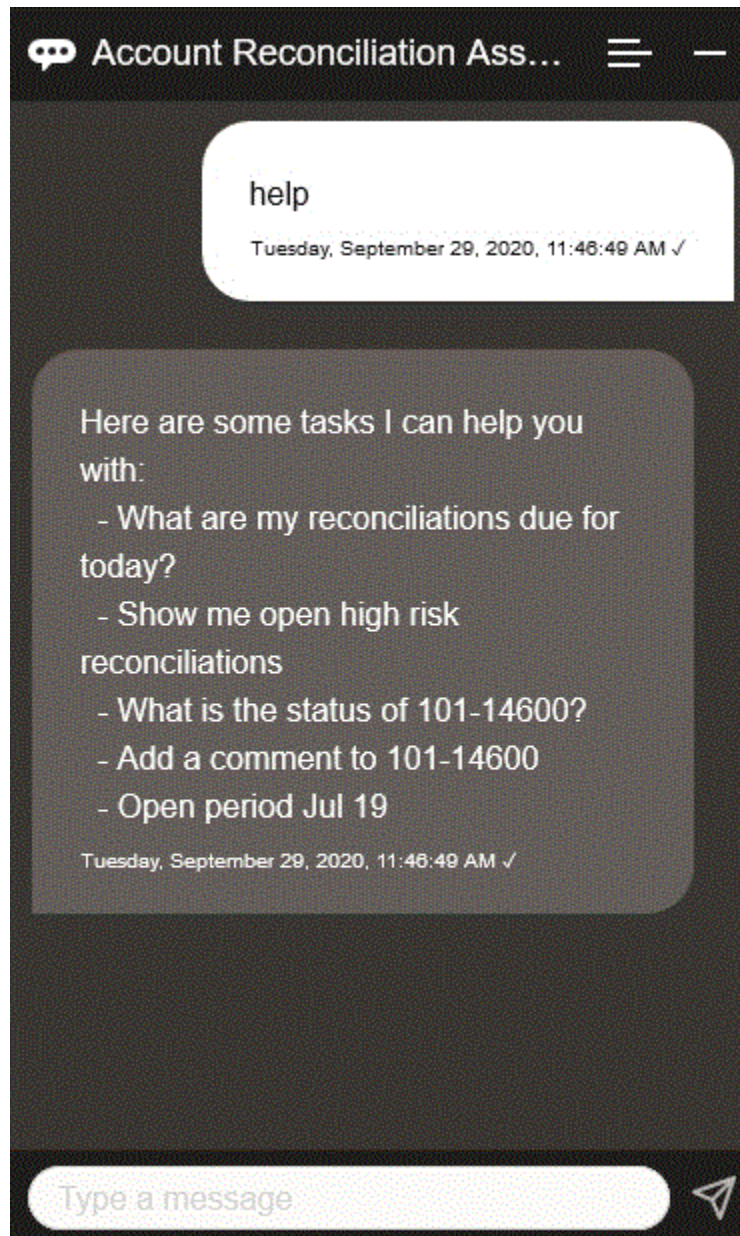 Account Reconciliation Ass...
help
Tuesday, September 29, 2020, 11:46:49 AM ✓
Here are some tasks I can help you
with:
- What are my reconciliations due for
today?
- Show me open high risk
reconciliations
- What is the status of 101-14600?
- Add a comment to 101-14600
- Open period Jul 19
Tuesday, September 29, 2020, 11:46:49 AM ✓
Type a message